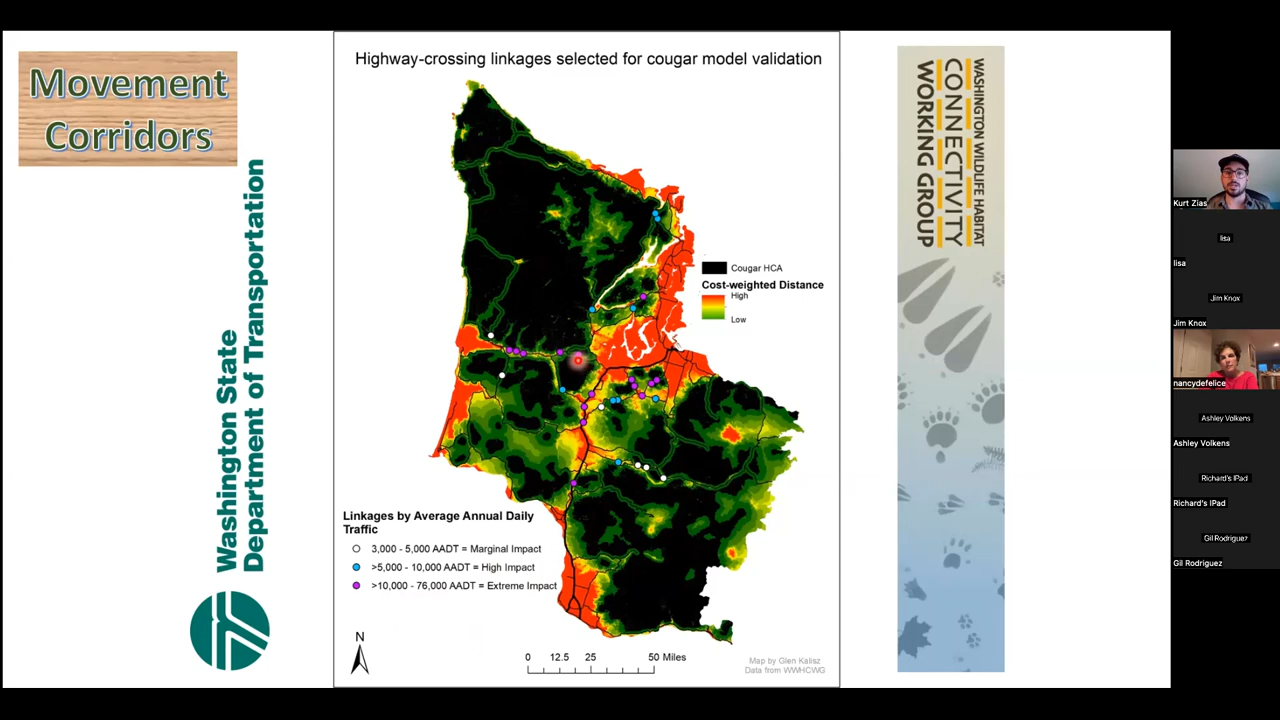 Movement
Corridors
Washington State
Department of Transportation
Highway-crossing linkages selected for cougar model validation
Cougar HCA
Cost-weighted Distance
High
Low
Linkages by Average Annual Daily
Traffic
3,000 - 5,000 AADT = Marginal Impact
>5,000 - 10,000 AADT = High Impact
>10,000 - 76,000 AADT = Extreme Impact
N
0 12.5 25 50 Miles
Map by Glen Kalisz
Data from WWHCWG
WASHINGTON WILDLIFE HABITAT
CONNECTIVITY
WORKING GROUP
Kurt Zias
lisa
lisa
Jim Knox
Jim Knox
nancydefelice
Ashley Volkens
Ashley Volkens
Richard's IPad
Richard's IPad
Gil Rodriguez
Gil Rodriguez